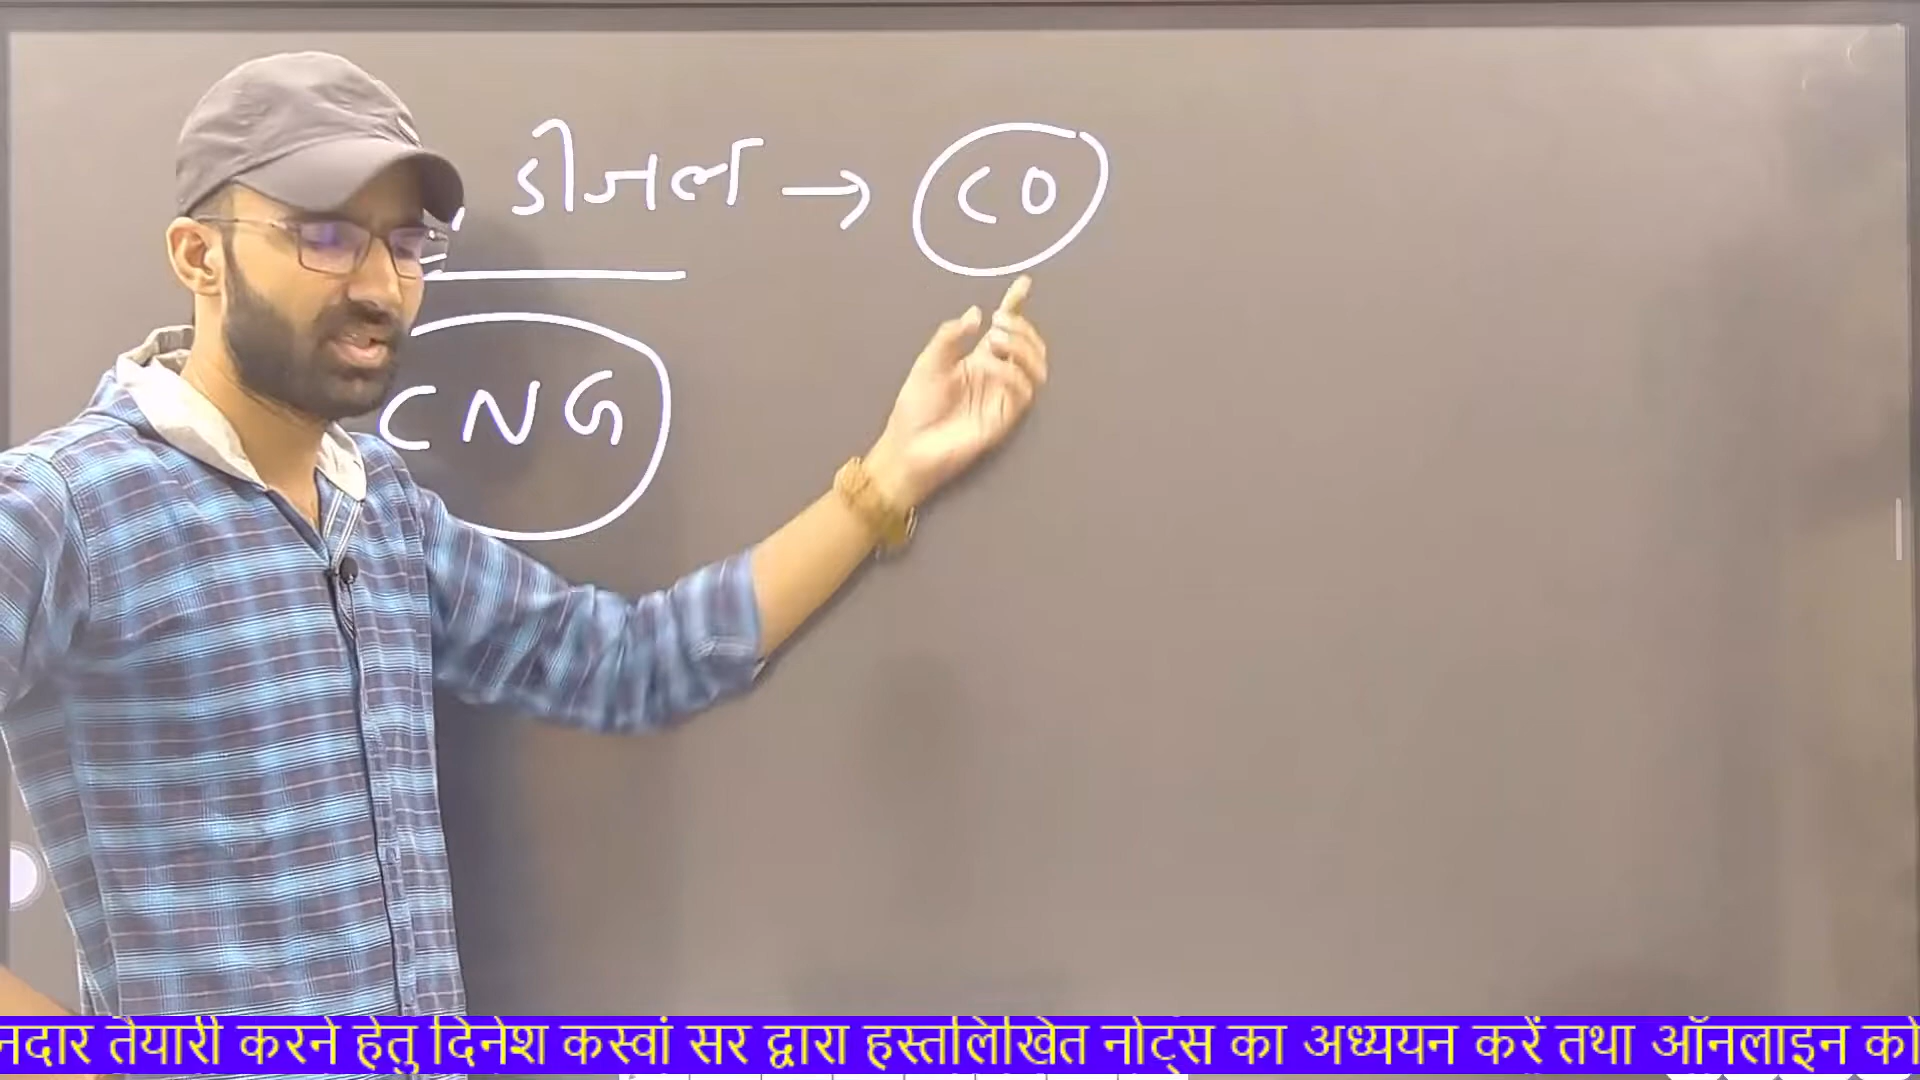 डीजल → CO
CNG
नदार तैयारी करने हेतु दिनेश कस्वां सर द्वारा हस्तलिखित नोट्स का अध्ययन करें तथा ऑनलाइन को